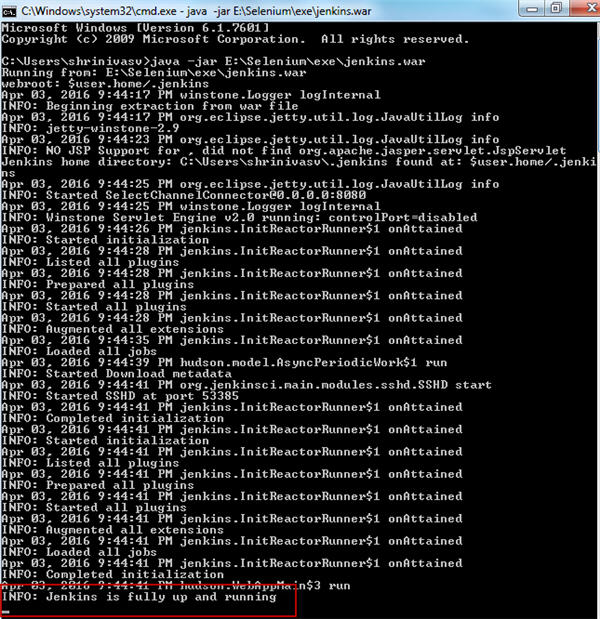 C:\Windows\system32\cmd.exe - java -jar E:\Selenium\exe\jenkins.war
Microsoft Windows [Version 6.1.7601]
Copyright (c) 2009 Microsoft Corporation.  All rights reserved.
C:\Users\shrinivasv>java -jar E:\Selenium\exe\jenkins.war
Running from: E:\Selenium\exe\jenkins.war
webroot: $user.home/.jenkins
Apr 03, 2016 9:44:17 PM winstone.Logger logInternal
INFO: Beginning extraction from war file
Apr 03, 2016 9:44:17 PM org.eclipse.jetty.util.log.JavaUtilLog info
INFO: jetty-winstone-2.9
Apr 03, 2016 9:44:23 PM org.eclipse.jetty.util.log.JavaUtilLog info
INFO: NO JSP Support for , did not find org.apache.jasper.servlet.JspServlet
Jenkins home directory: C:\Users\shrinivasv\.jenkins found at: $user.home/.jenki
ns
Apr 03, 2016 9:44:25 PM org.eclipse.jetty.util.log.JavaUtilLog info
INFO: Started SelectChannelConnector@0.0.0.0:8080
Apr 03, 2016 9:44:25 PM winstone.Logger logInternal
INFO: Winstone Servlet Engine v2.0 running: controlPort=disabled
Apr 03, 2016 9:44:26 PM jenkins.InitReactorRunner$1 onAttained
INFO: Started initialization
Apr 03, 2016 9:44:28 PM jenkins.InitReactorRunner$1 onAttained
INFO: Listed all plugins
Apr 03, 2016 9:44:28 PM jenkins.InitReactorRunner$1 onAttained
INFO: Prepared all plugins
Apr 03, 2016 9:44:28 PM jenkins.InitReactorRunner$1 onAttained
INFO: Started all plugins
Apr 03, 2016 9:44:28 PM jenkins.InitReactorRunner$1 onAttained
INFO: Augmented all extensions
Apr 03, 2016 9:44:35 PM jenkins.InitReactorRunner$1 onAttained
INFO: Loaded all jobs
Apr 03, 2016 9:44:39 PM hudson.model.AsyncPeriodicWork$1 run
INFO: Started Download metadata
Apr 03, 2016 9:44:41 PM org.jenkinsci.main.modules.sshd.SSHD start
INFO: Started SSHD at port 53385
Apr 03, 2016 9:44:41 PM jenkins.InitReactorRunner$1 onAttained
INFO: Completed initialization
Apr 03, 2016 9:44:41 PM jenkins.InitReactorRunner$1 onAttained
INFO: Started initialization
Apr 03, 2016 9:44:41 PM jenkins.InitReactorRunner$1 onAttained
INFO: Listed all plugins
Apr 03, 2016 9:44:41 PM jenkins.InitReactorRunner$1 onAttained
INFO: Prepared all plugins
Apr 03, 2016 9:44:41 PM jenkins.InitReactorRunner$1 onAttained
INFO: Started all plugins
Apr 03, 2016 9:44:41 PM jenkins.InitReactorRunner$1 onAttained
INFO: Augmented all extensions
Apr 03, 2016 9:44:41 PM jenkins.InitReactorRunner$1 onAttained
INFO: Loaded all jobs
Apr 03, 2016 9:44:41 PM jenkins.InitReactorRunner$1 onAttained
INFO: Completed initialization
Apr 03, 2016 9:44:41 PM hudson.WebAppMain$3 run
INFO: Jenkins is fully up and running